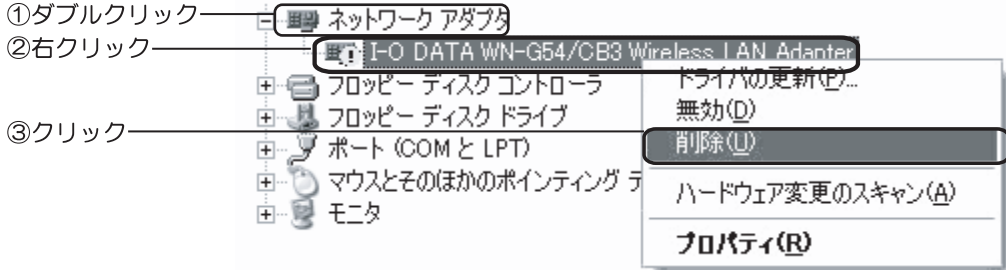 ①ダブルクリック
ネットワーク アダプタ
②右クリック
I-O DATA WN-G54/CB3 Wireless LAN Adapter
フロッピー ディスク コントローラ
フロッピー ディスク ドライブ
③クリック
ポート (COM と LPT)
マウスとそのほかのポインティング デ
モニタ
ドライバの更新(P)...
無効(D)
削除(U)
ハードウェア変更のスキャン(A)
プロパティ(R)